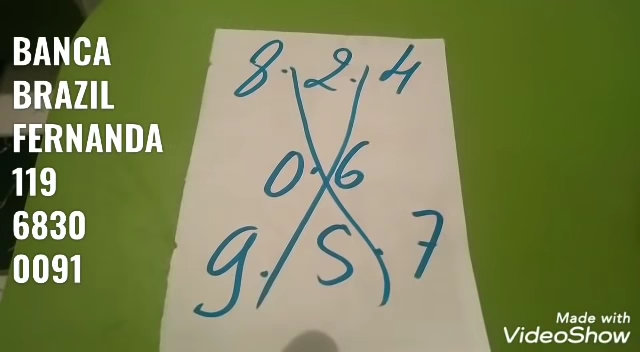 BANCA
BRAZIL
FERNANDA
119
6830
0091
8.2.4
0.6
9.5.7
Made with
VideoShow